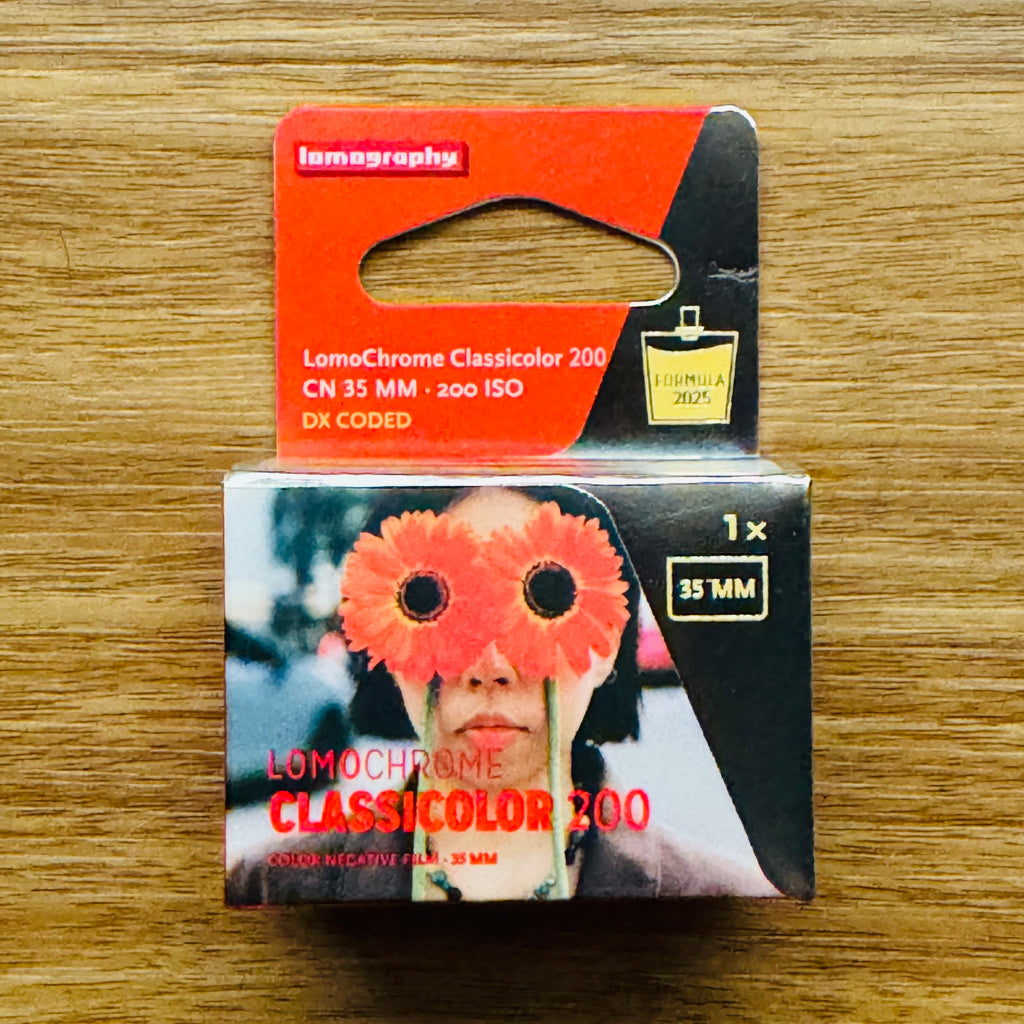 lomography
LomoChrome Classicolor 200
CN 35 MM · 200 ISO
DX CODED
FORMULA
2025
1x
35 MM
LOMOCHROME
CLASSICOLOR 200
COLOR NEGATIVE FILM · 35 MM